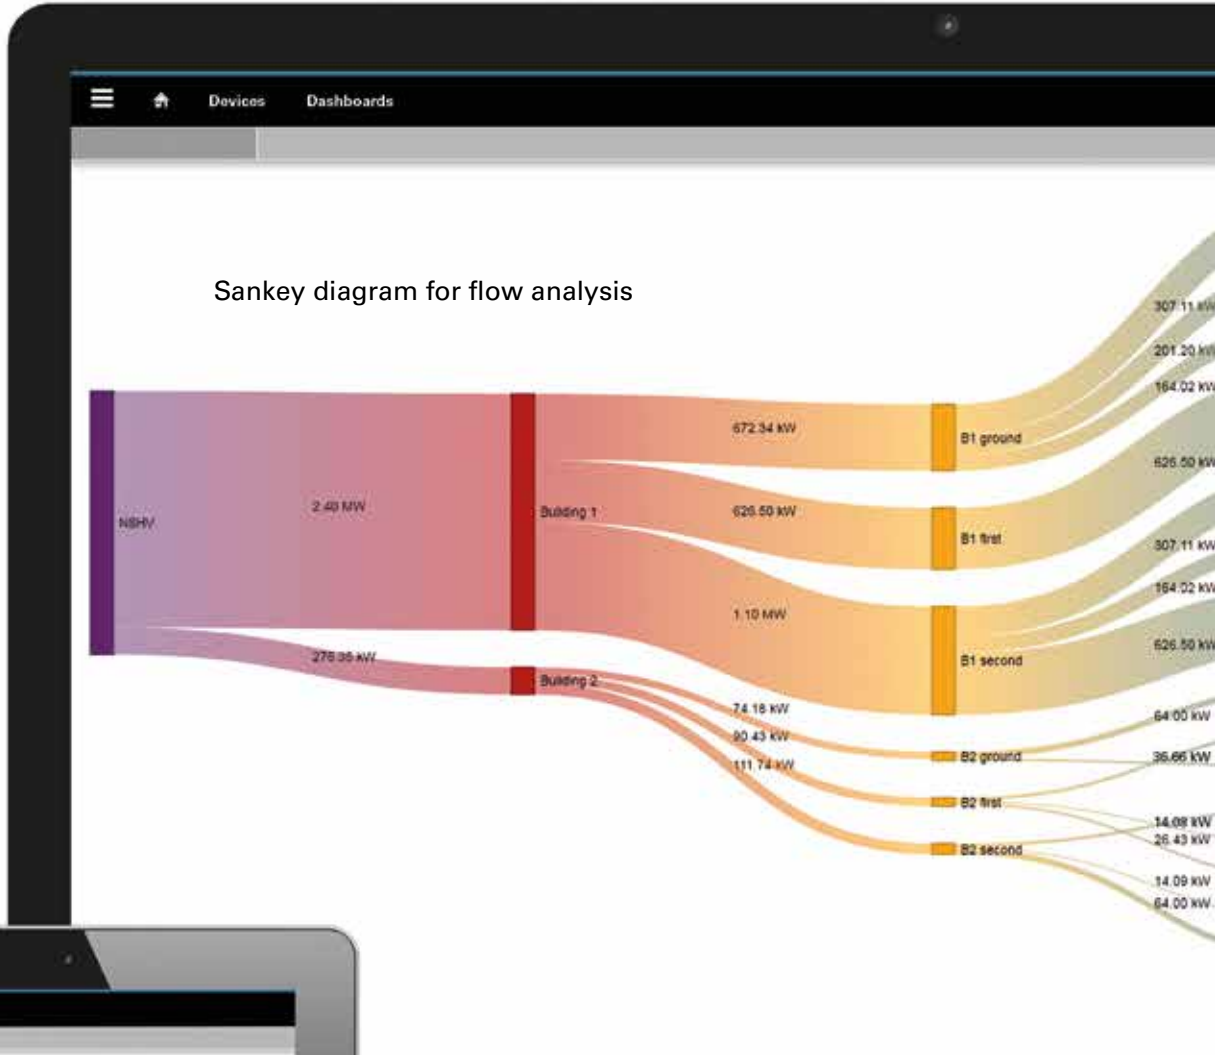 Devices
Dashboards
Sankey diagram for flow analysis
307.11 kW
201.20 kW
164.02 kW
672.34 kW
B1 ground
626.50 kW
2.40 MW
NSHV
Building 1
626.50 kW
B1 first
307.11 kW
164.02 kW
1.10 MW
626.50 kW
B1 second
276.35 kW
Building 2
74.18 kW
64.00 kW
90.43 kW
B2 ground
36.66 kW
111.74 kW
B2 first
14.08 kW
26.43 kW
B2 second
14.09 kW
64.00 kW